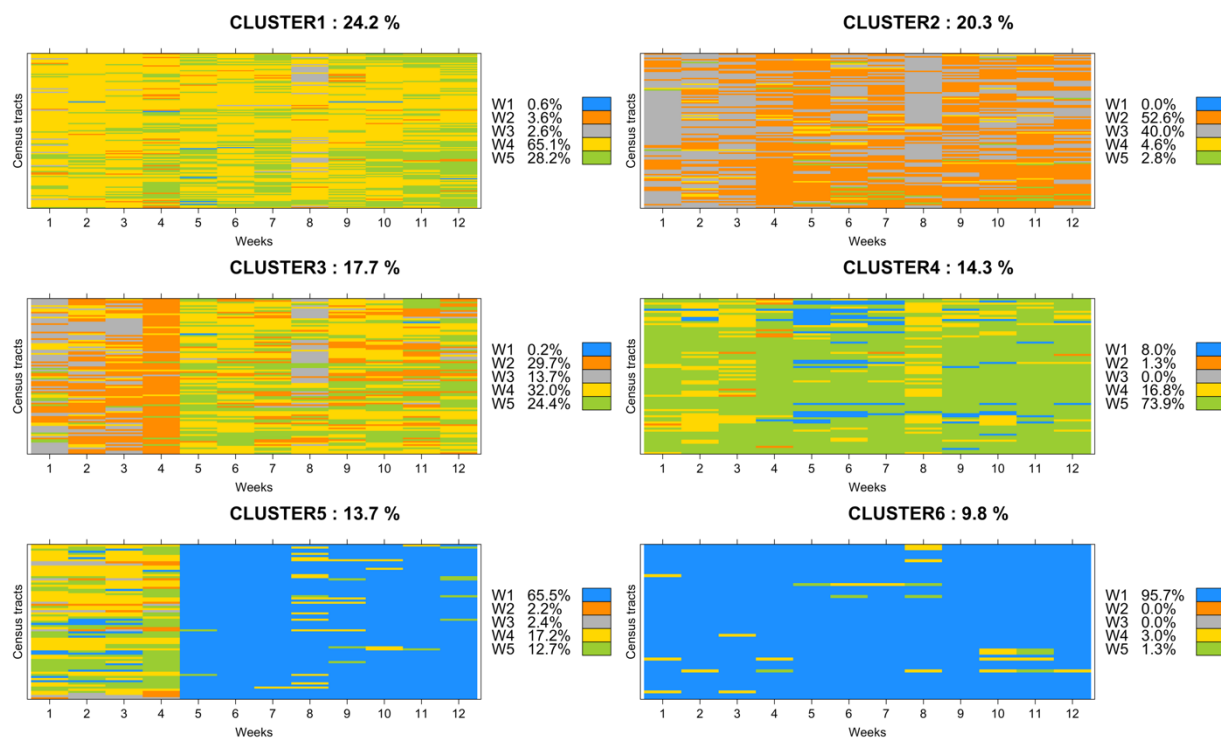 CLUSTER1 : 24.2 %
Census tracts
W1 0.6%
W2 3.6%
W3 2.6%
W4 65.1%
W5 28.2%
1 2 3 4 5 6 7 8 9 10 11 12
Weeks
CLUSTER2 : 20.3 %
Census tracts
W1 0.0%
W2 52.6%
W3 40.0%
W4 4.6%
W5 2.8%
1 2 3 4 5 6 7 8 9 10 11 12
Weeks
CLUSTER3 : 17.7 %
Census tracts
W1 0.2%
W2 29.7%
W3 13.7%
W4 32.0%
W5 24.4%
1 2 3 4 5 6 7 8 9 10 11 12
Weeks
CLUSTER4 : 14.3 %
Census tracts
W1 8.0%
W2 1.3%
W3 0.0%
W4 16.8%
W5 73.9%
1 2 3 4 5 6 7 8 9 10 11 12
Weeks
CLUSTER5 : 13.7 %
Census tracts
W1 65.5%
W2 2.2%
W3 2.4%
W4 17.2%
W5 12.7%
1 2 3 4 5 6 7 8 9 10 11 12
Weeks
CLUSTER6 : 9.8 %
Census tracts
W1 95.7%
W2 0.0%
W3 0.0%
W4 3.0%
W5 1.3%
1 2 3 4 5 6 7 8 9 10 11 12
Weeks